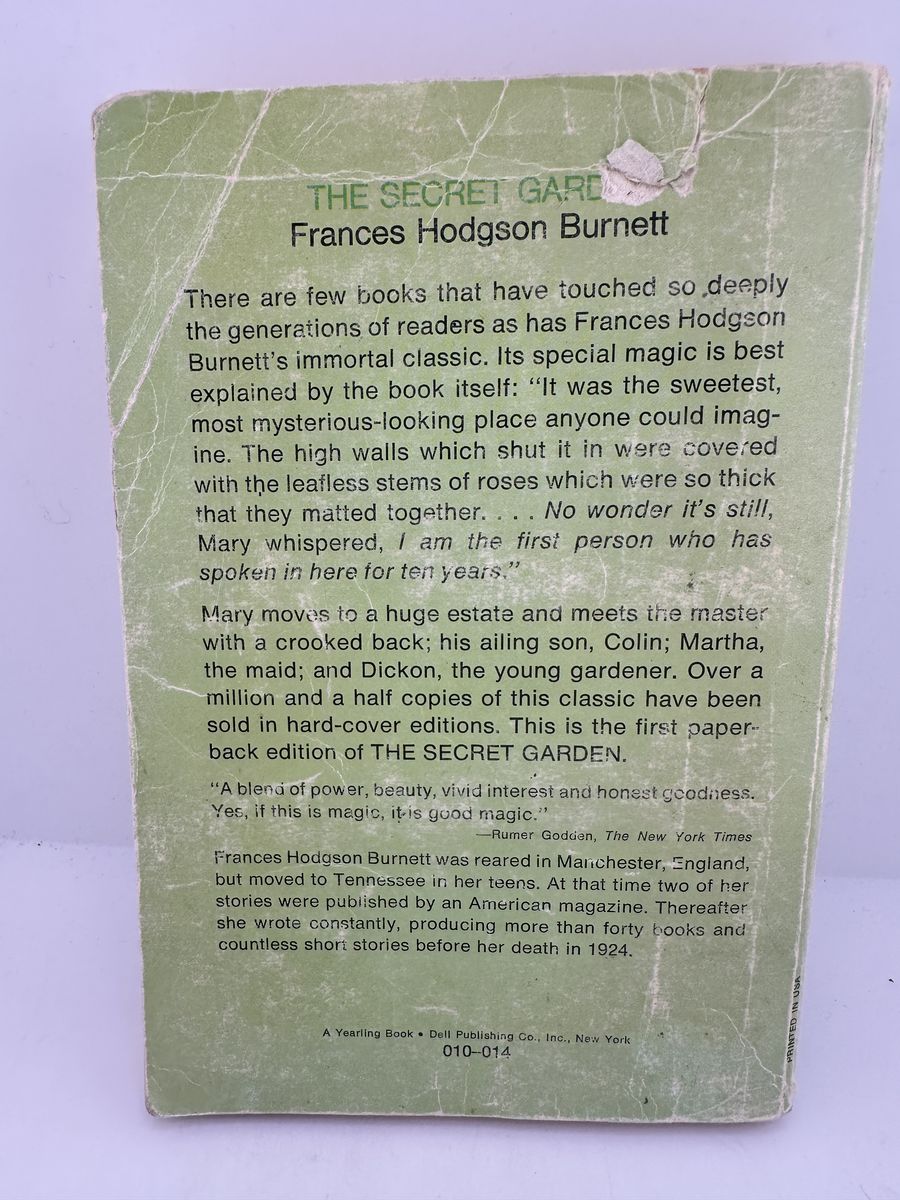 THE SECRET GARD
Frances Hodgson Burnett
There are few books that have touched so deeply
the generations of readers as has Frances Hodgson
Burnett's immortal classic. Its special magic is best
explained by the book itself: "It was the sweetest,
most mysterious-looking place anyone could imag-
ine. The high walls which shut it in were covered
with the leafless stems of roses which were so thick
that they matted together. . . . No wonder it's still,
Mary whispered, I am the first person who has
spoken in here for ten years."
Mary moves to a huge estate and meets the master
with a crooked back; his ailing son, Colin; Martha,
the maid; and Dickon, the young gardener. Over a
million and a half copies of this classic have been
sold in hard-cover editions. This is the first paper-
back edition of THE SECRET GARDEN.
"A blend of power, beauty, vivid interest and honest goodness.
Yes, if this is magic, it is good magic."
—Rumer Godden, The New York Times
Frances Hodgson Burnett was reared in Manchester, England,
but moved to Tennessee in her teens. At that time two of her
stories were published by an American magazine. Thereafter
she wrote constantly, producing more than forty books and
countless short stories before her death in 1924.
A Yearling Book • Dell Publishing Co., Inc., New York
010-014
PRINTED IN USA